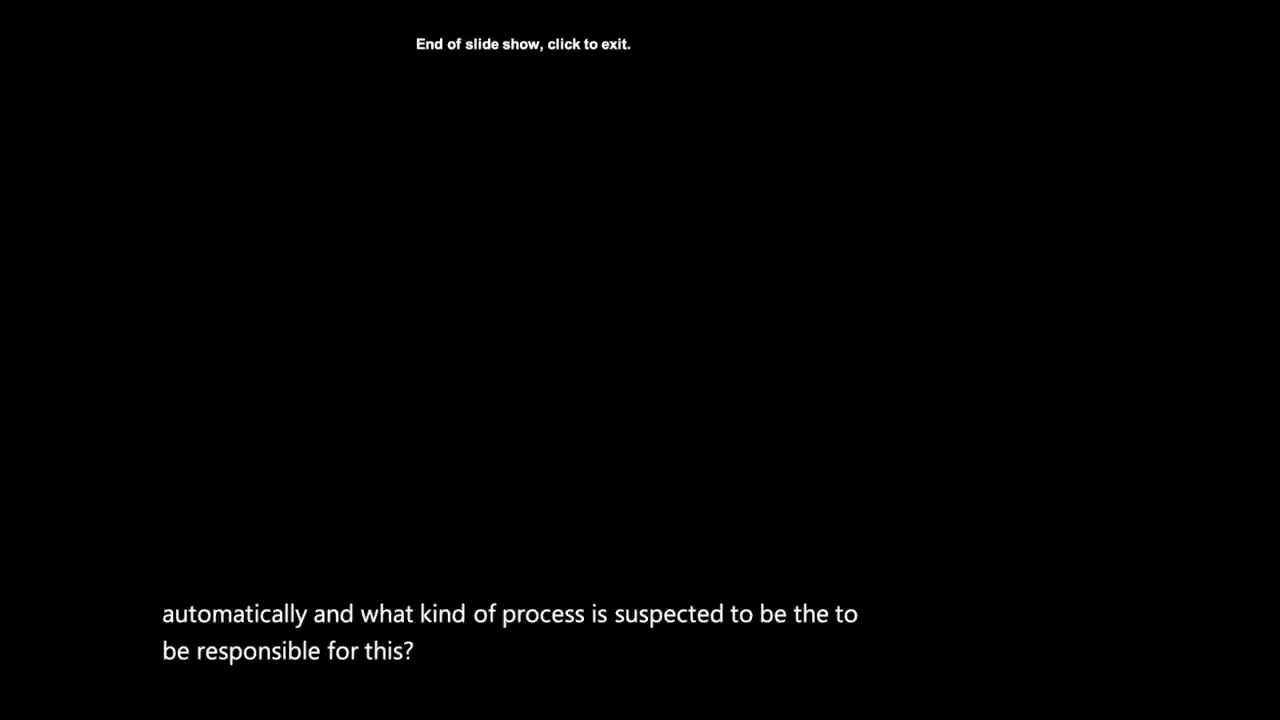 End of slide show, click to exit.
automatically and what kind of process is suspected to be the to
be responsible for this?